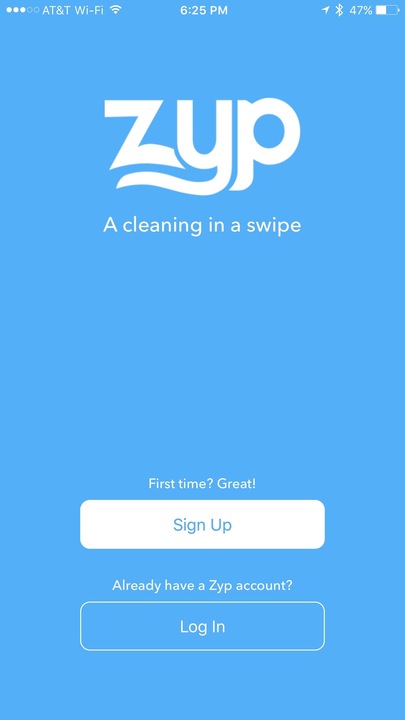 AT&T Wi-Fi 6:25 PM 47%
zyp
A cleaning in a swipe
First time? Great!
Sign Up
Already have a Zyp account?
Log In